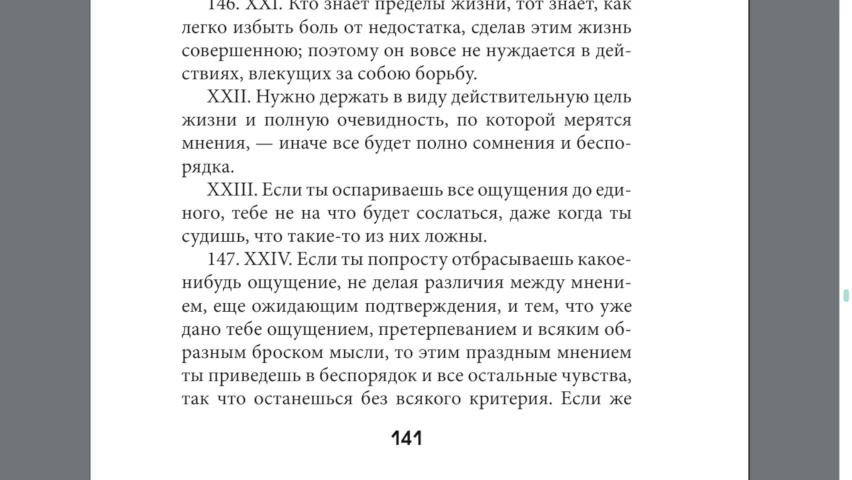 146. XXI. Кто знает пределы жизни, тот знает, как
легко избыть боль от недостатка, сделав этим жизнь
совершенною; поэтому он вовсе не нуждается в дей-
ствиях, влекущих за собою борьбу.
XXII. Нужно держать в виду действительную цель
жизни и полную очевидность, по которой мерятся
мнения, — иначе все будет полно сомнения и беспо-
рядка.
XXIII. Если ты оспариваешь все ощущения до еди-
ного, тебе не на что будет сослаться, даже когда ты
судишь, что такие-то из них ложны.
147. XXIV. Если ты попросту отбрасываешь какое-
нибудь ощущение, не делая различия между мнени-
ем, еще ожидающим подтверждения, и тем, что уже
дано тебе ощущением, претерпеванием и всяким об-
разным броском мысли, то этим праздным мнением
ты приведешь в беспорядок и все остальные чувства,
так что останешься без всякого критерия. Если же
141